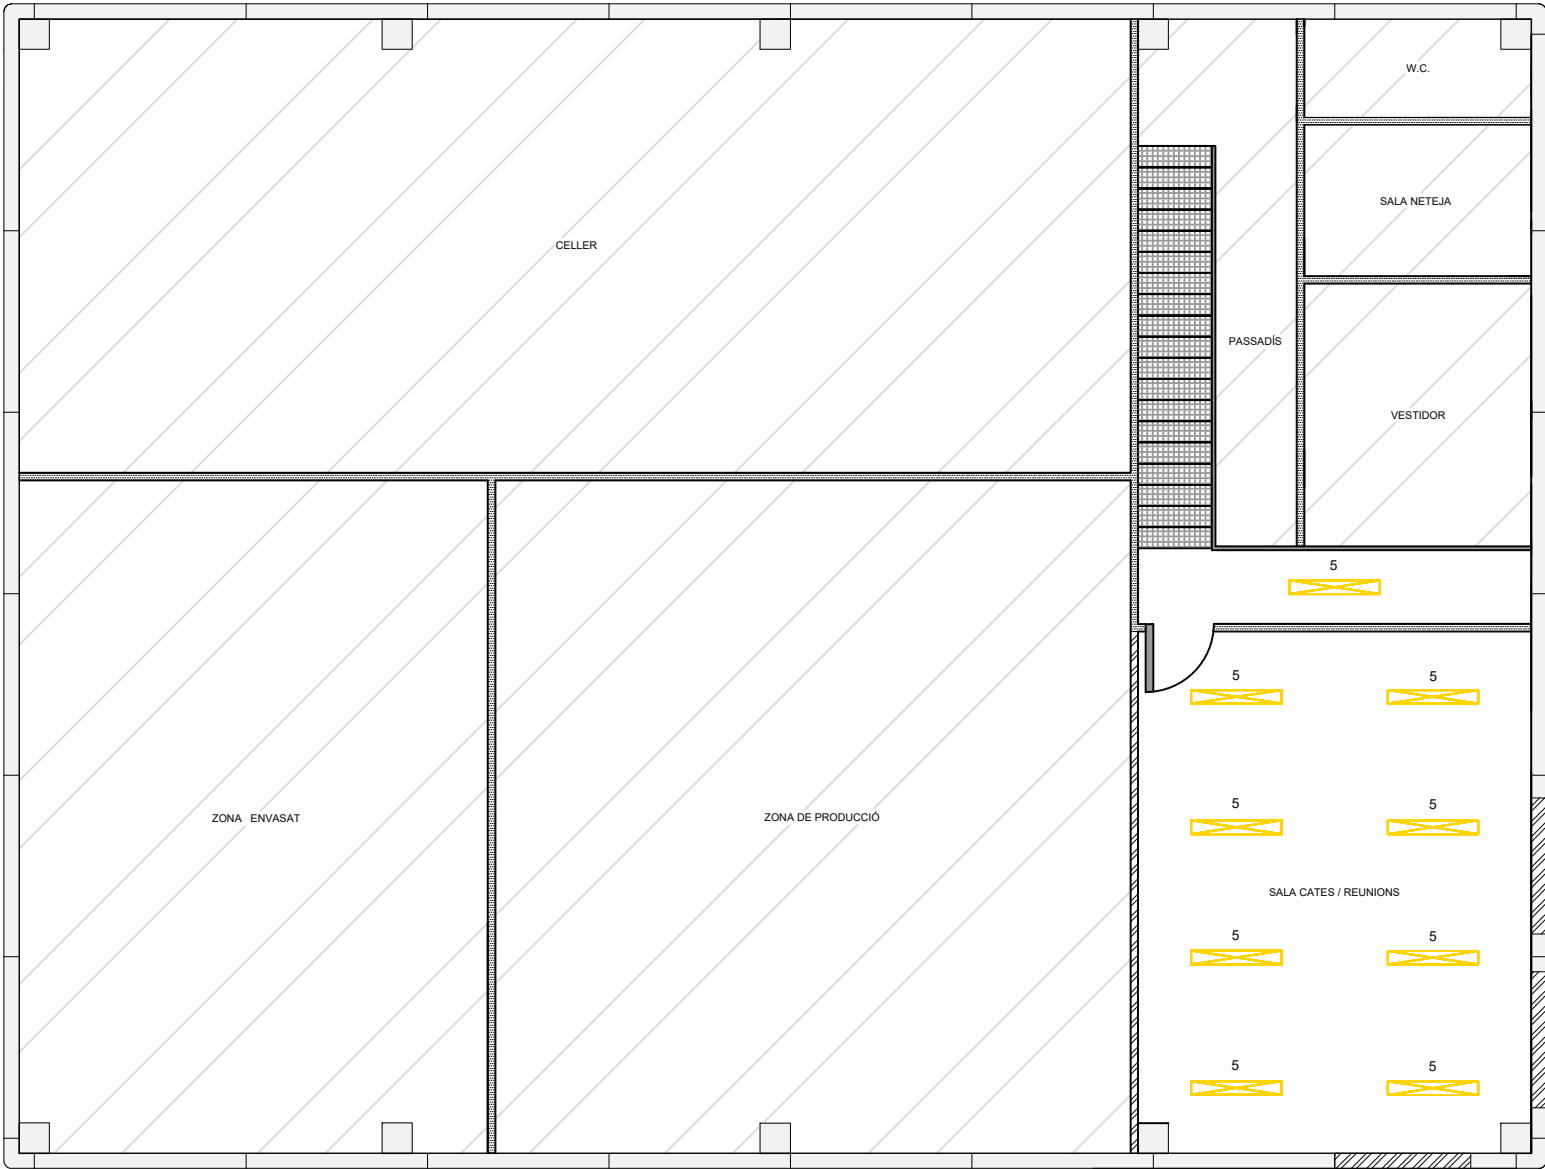 W.C.
SALA NETEJA
CELLER
PASSADÍS
VESTIDOR
5
5 5
5 5
ZONA ENVASAT
ZONA DE PRODUCCIÓ
SALA CATES / REUNIONS
5 5
5 5